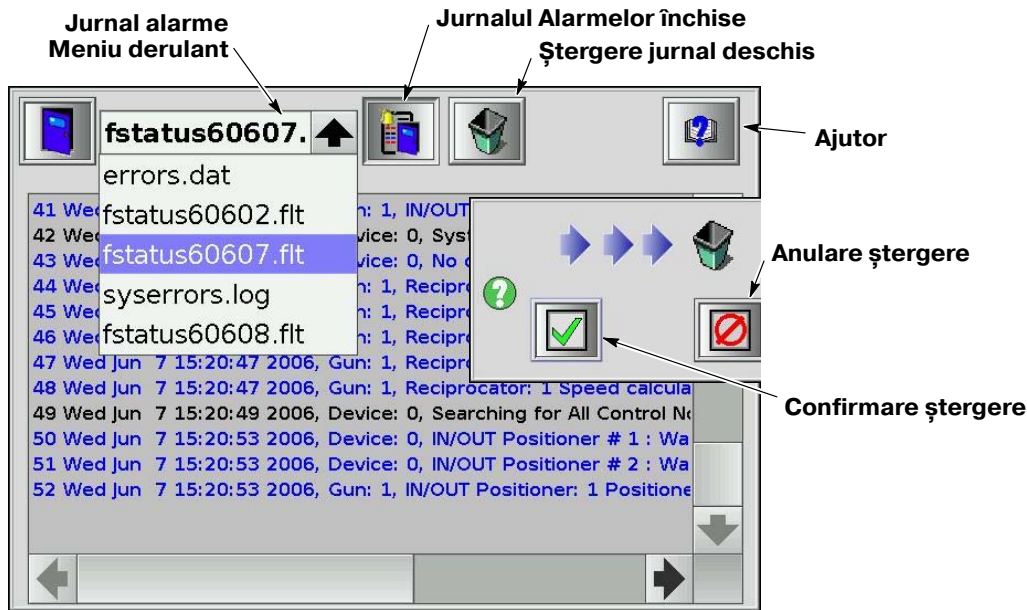 Jurnal alarme
Meniu derulant
Jurnalul Alarmelor închise
Ștergere jurnal deschis
Ajutor
fstatus60607.
errors.dat
fstatus60602.flt
fstatus60607.flt
syserrors.log
fstatus60608.flt
41 Wed n: 1, IN/OUT
42 Wed vice: 0, Syst
43 Wed vice: 0, No
44 Wed n: 1, Recipr
45 Wed n: 1, Recipr
46 Wed n: 1, Recipr
47 Wed Jun 7 15:20:47 2006, Gun: 1, Recipr
48 Wed Jun 7 15:20:47 2006, Gun: 1, Reciprocator: 1 Speed calcula
49 Wed Jun 7 15:20:49 2006, Device: 0, Searching for All Control No
50 Wed Jun 7 15:20:53 2006, Device: 0, IN/OUT Positioner # 1 : Wa
51 Wed Jun 7 15:20:53 2006, Device: 0, IN/OUT Positioner # 2 : Wa
52 Wed Jun 7 15:20:53 2006, Gun: 1, IN/OUT Positioner: 1 Positione
Anulare ștergere
Confirmare ștergere